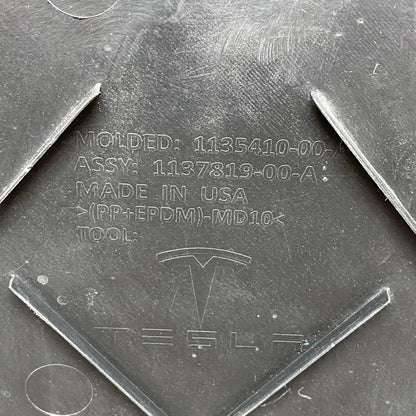 MOLDED: 1135410-00-A
ASSY: 1137819-00-A
MADE IN USA
>(PP+EPDM)-MD10<
TOOL:
TESLA